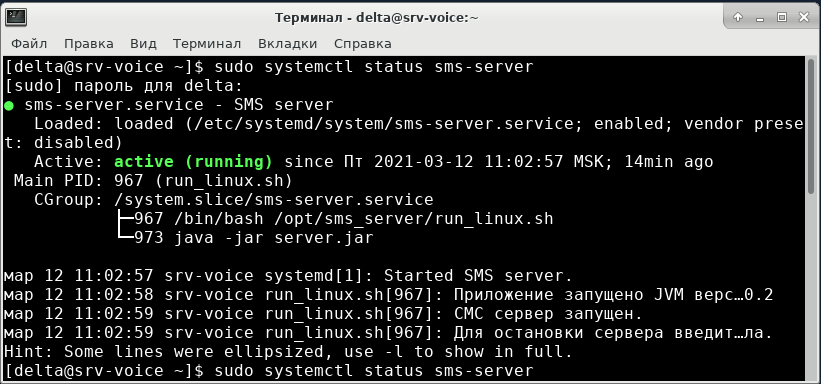 Терминал - delta@srv-voice:~
Файл Правка Вид Терминал Вкладки Справка
[delta@srv-voice ~]$ sudo systemctl status sms-server
[sudo] пароль для delta:
● sms-server.service - SMS server
   Loaded: loaded (/etc/systemd/system/sms-server.service; enabled; vendor prese
t: disabled)
   Active: active (running) since Пт 2021-03-12 11:02:57 MSK; 14min ago
 Main PID: 967 (run_linux.sh)
   CGroup: /system.slice/sms-server.service
           ├─967 /bin/bash /opt/sms_server/run_linux.sh
           └─973 java -jar server.jar
мар 12 11:02:57 srv-voice systemd[1]: Started SMS server.
мар 12 11:02:58 srv-voice run_linux.sh[967]: Приложение запущено JVM верс…0.2
мар 12 11:02:59 srv-voice run_linux.sh[967]: СМС сервер запущен.
мар 12 11:02:59 srv-voice run_linux.sh[967]: Для остановки сервера введит…ла.
Hint: Some lines were ellipsized, use -l to show in full.
[delta@srv-voice ~]$ sudo systemctl status sms-server